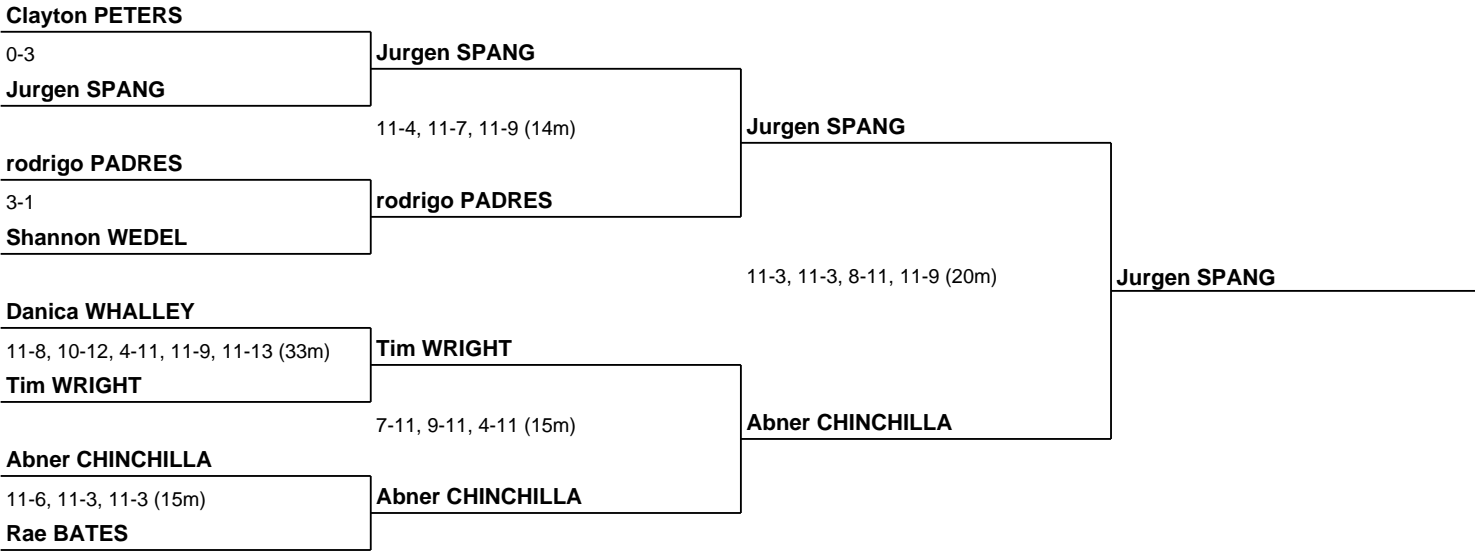 Clayton PETERS
0-3
Jurgen SPANG
rodrigo PADRES
3-1
Shannon WEDEL
Danica WHALLEY
11-8, 10-12, 4-11, 11-9, 11-13 (33m)
Tim WRIGHT
Abner CHINCHILLA
11-6, 11-3, 11-3 (15m)
Rae BATES
Jurgen SPANG
11-4, 11-7, 11-9 (14m)
rodrigo PADRES
Tim WRIGHT
7-11, 9-11, 4-11 (15m)
Abner CHINCHILLA
Jurgen SPANG
11-3, 11-3, 8-11, 11-9 (20m)
Abner CHINCHILLA
Jurgen SPANG